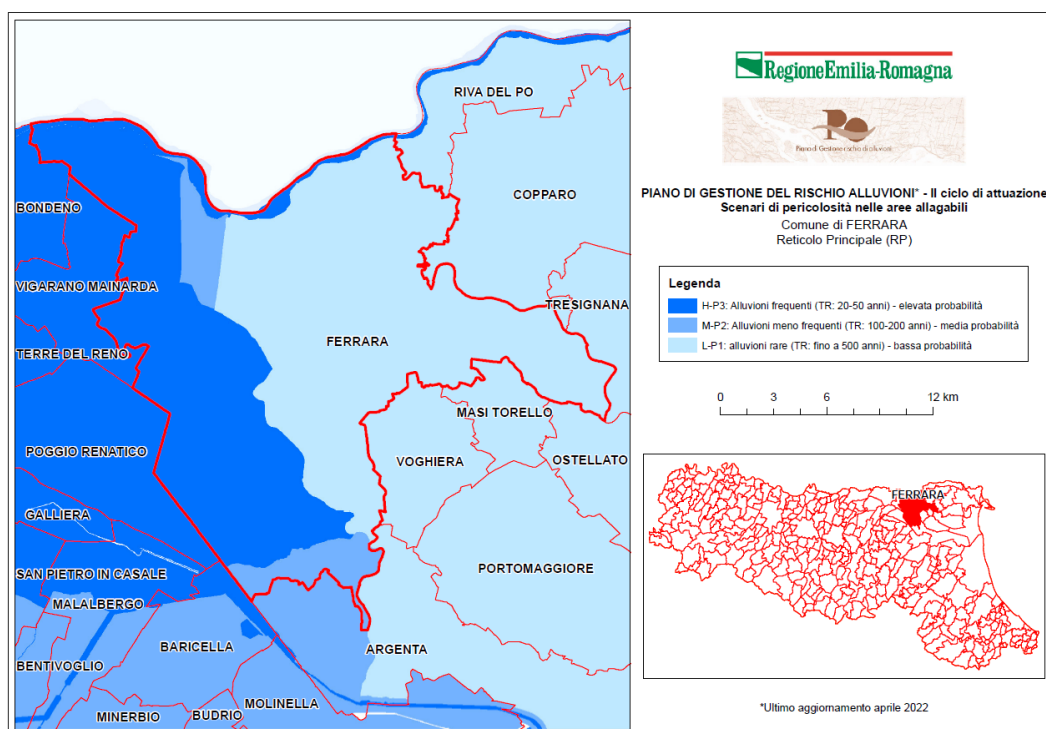 RIVA DEL PO
COPPARO
BONDENO
VIGARANO MAINARDA
TRESIGNANA
TERRE DEL RENO
FERRARA
MASI TORELLO
POGGIO RENATICO
VOGHIERA
OSTELLATO
GALLIERA
SAN PIETRO IN CASALE
PORTOMAGGIORE
MALALBERGO
BARICELLA
ARGENTA
BENTIVOGLIO
MOLINELLA
MINERBIO
BUDRIO
RegioneEmilia-Romagna
PO
Piano di Gestione rischio di alluvioni
PIANO DI GESTIONE DEL RISCHIO ALLUVIONI* - II ciclo di attuazione
Scenari di pericolosità nelle aree allagabili
Comune di FERRARA
Reticolo Principale (RP)
Legenda
H-P3: Alluvioni frequenti (TR: 20-50 anni) - elevata probabilità
M-P2: Alluvioni meno frequenti (TR: 100-200 anni) - media probabilità
L-P1: alluvioni rare (TR: fino a 500 anni) - bassa probabilità
0 3 6 12 km
FERRARA
*Ultimo aggiornamento aprile 2022